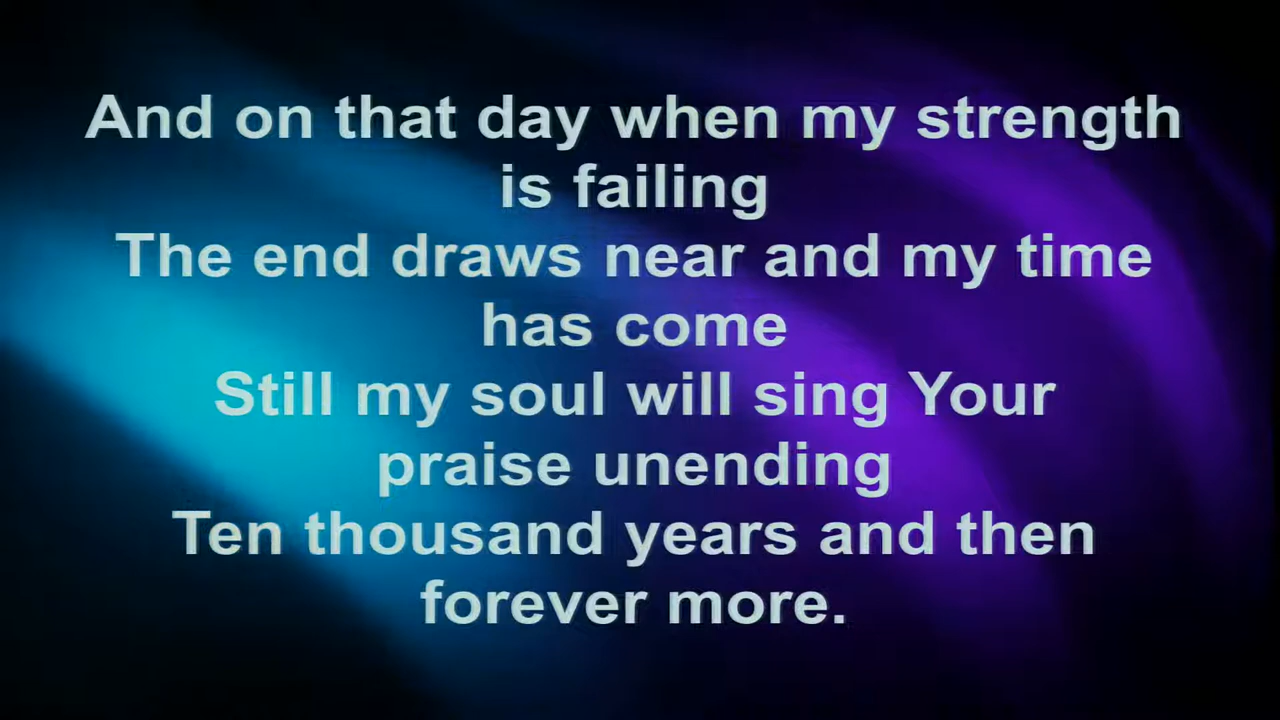 And on that day when my strength
is failing
The end draws near and my time
has come
Still my soul will sing Your
praise unending
Ten thousand years and then
forever more.